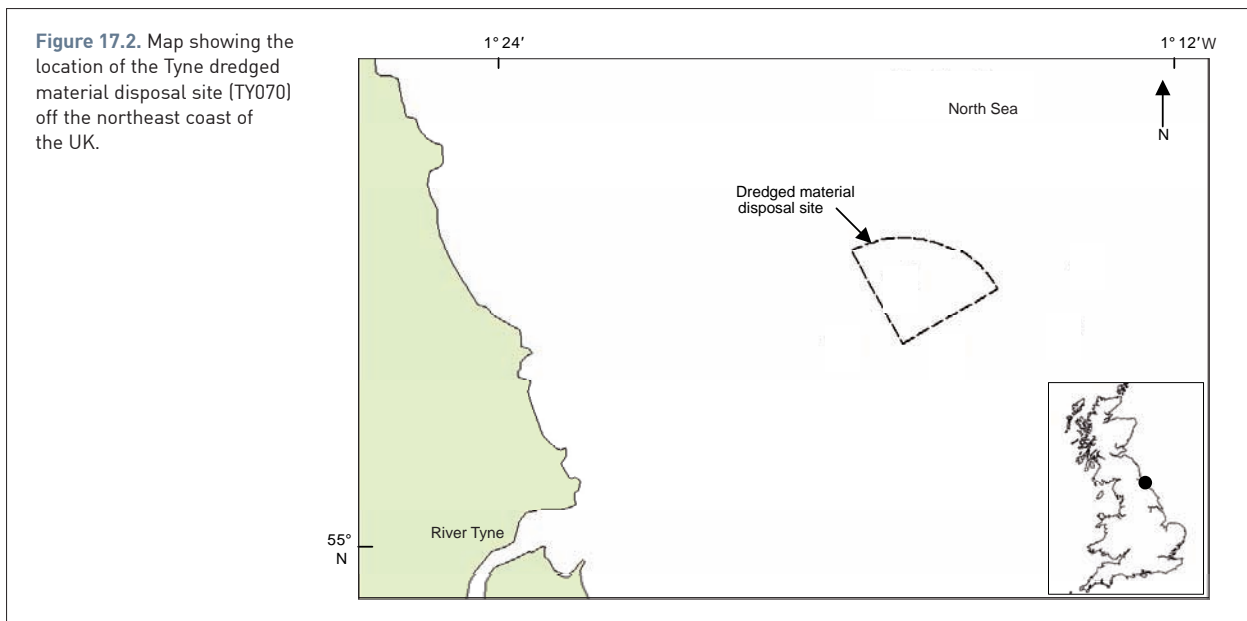 Figure 17.2. Map showing the
location of the Tyne dredged
material disposal site (TY070)
off the northeast coast of
the UK.
1° 24′
1° 12′W
North Sea
N
Dredged material
disposal site
River Tyne
55°
N